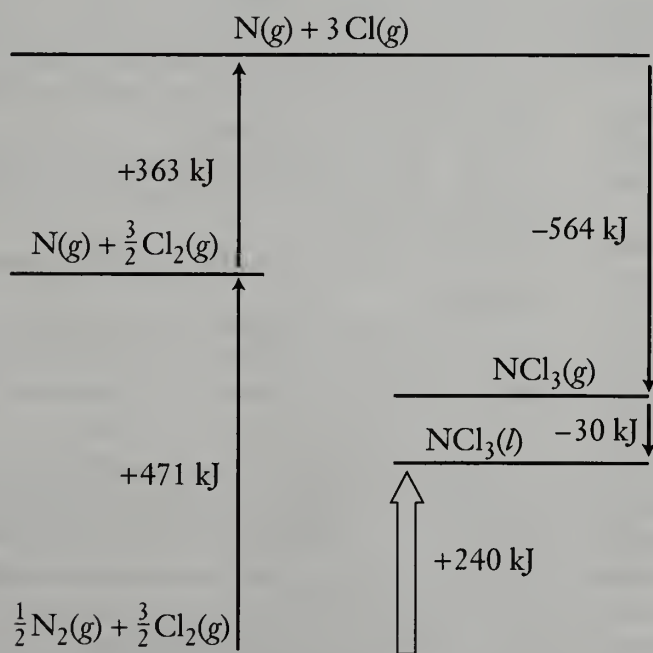 N(g) + 3 Cl(g)
+363 kJ
–564 kJ
N(g) + 3/2 Cl₂(g)
NCl₃(g)
NCl₃(l)
–30 kJ
+471 kJ
+240 kJ
1/2 N₂(g) + 3/2 Cl₂(g)